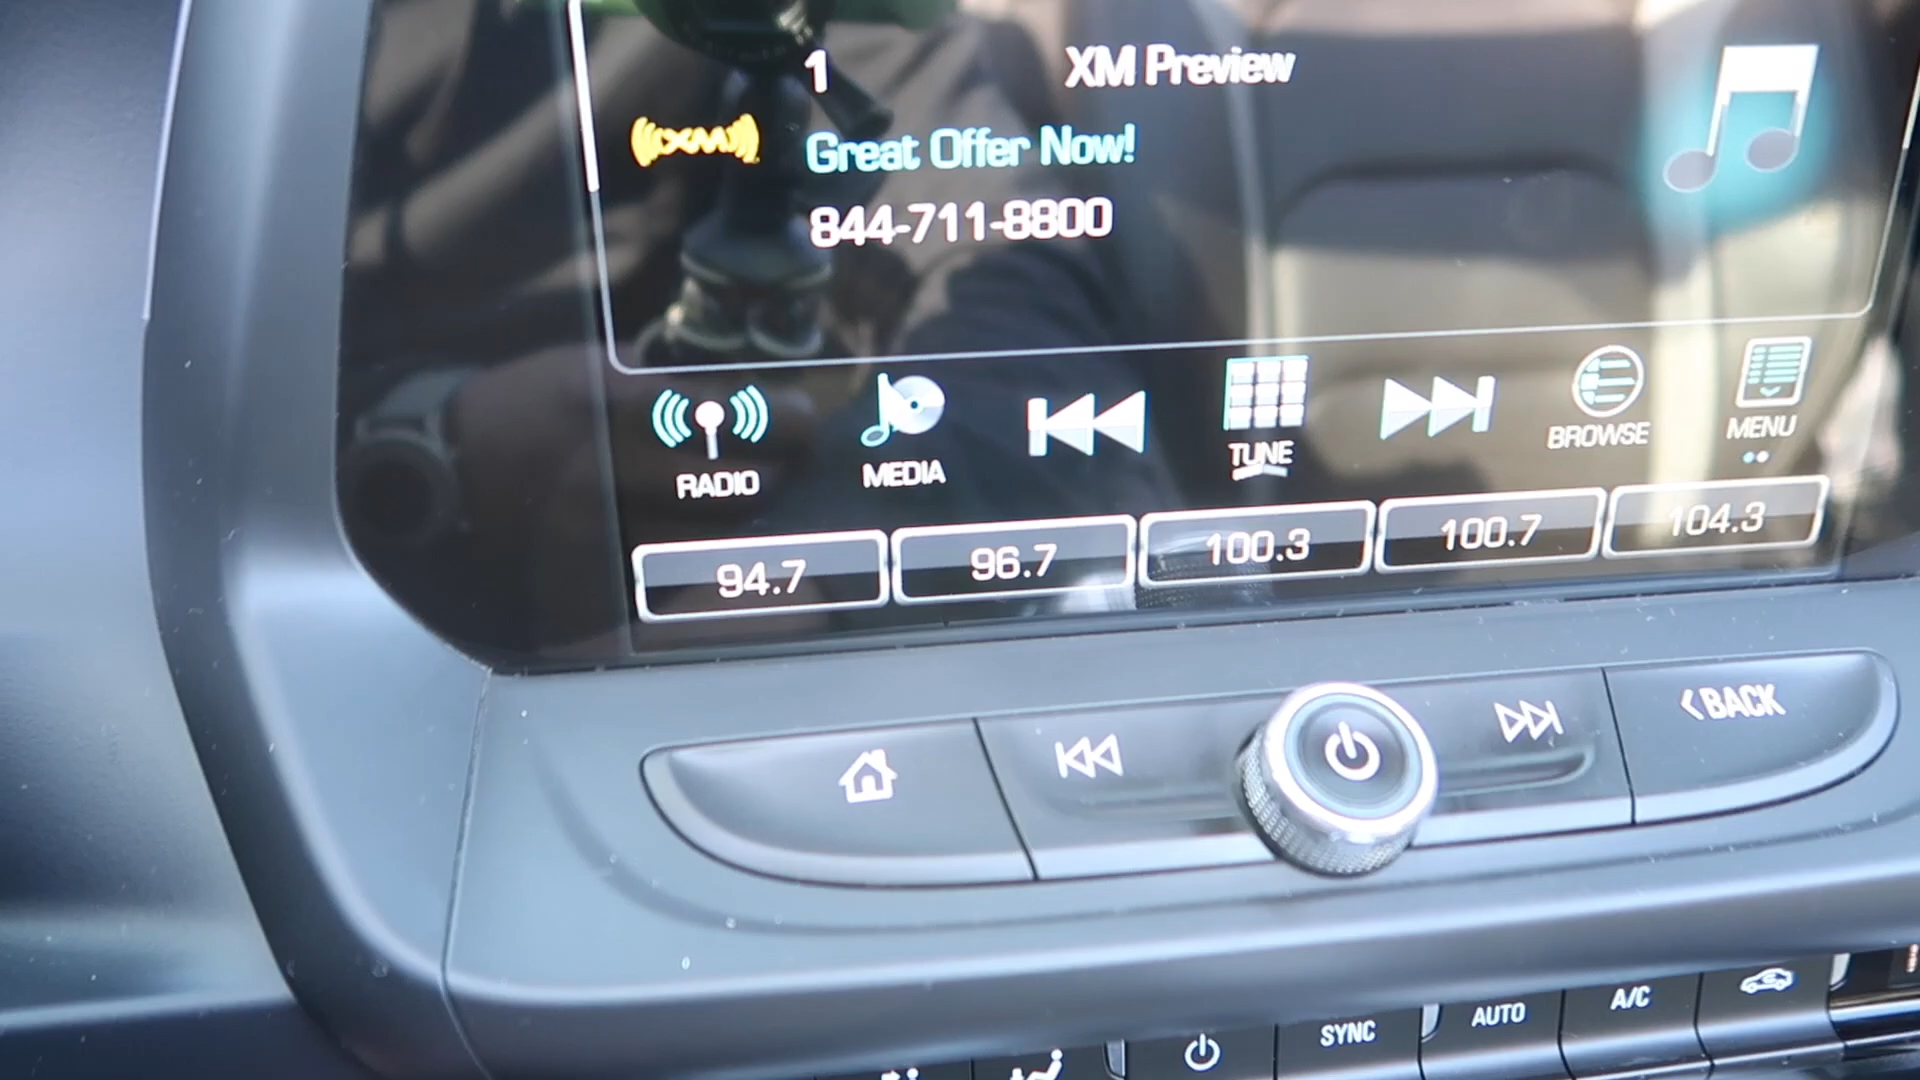 1 XM Preview
((XM))
Great Offer Now!
844-711-8800
RADIO MEDIA TUNE BROWSE MENU
94.7 96.7 100.3 100.7 104.3
<BACK
SYNC AUTO A/C